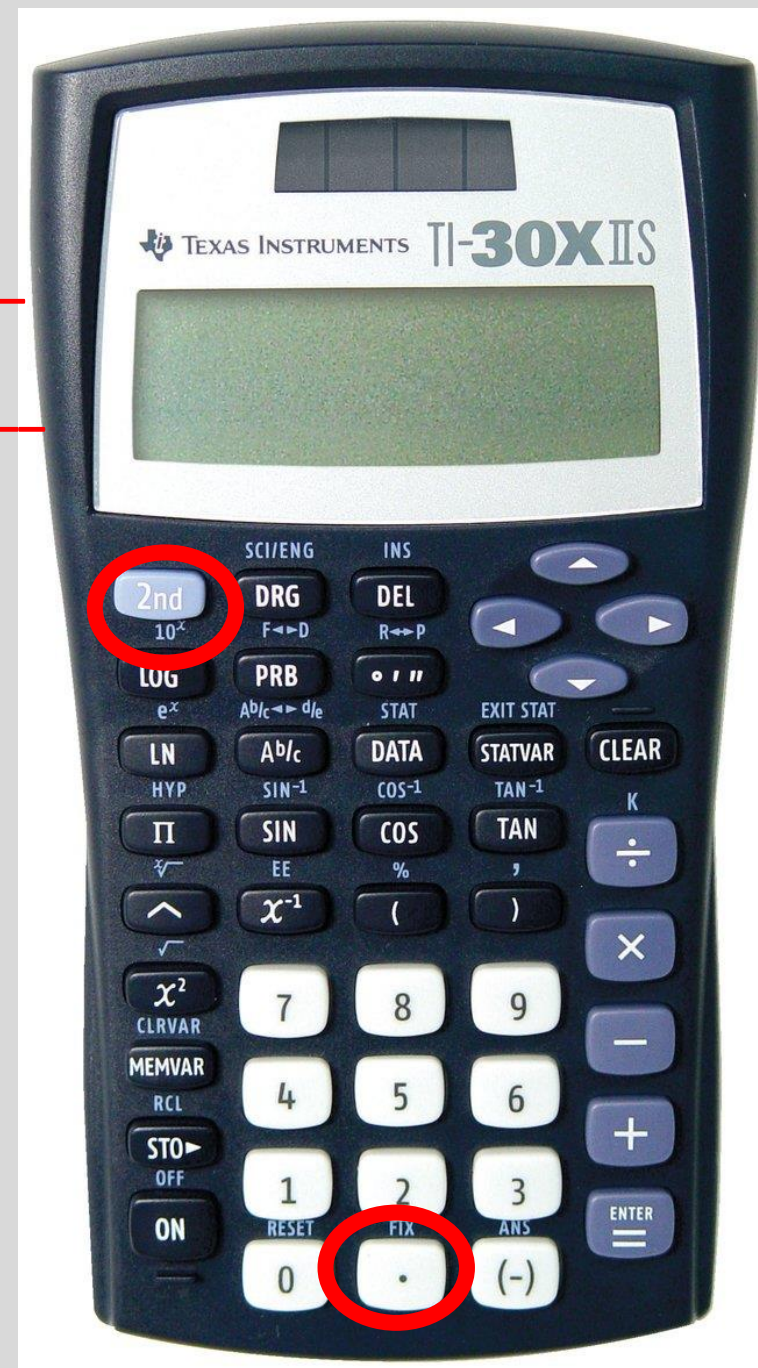 TEXAS INSTRUMENTS TI-30XIIS
SCI/ENG INS
2nd DRG DEL
10ˣ F◄►D R◄►P
LOG PRB ° ' "
eˣ Ab/c◄►d/e STAT EXIT STAT
LN Ab/c DATA STATVAR CLEAR
HYP SIN⁻¹ COS⁻¹ TAN⁻¹ K
Π SIN COS TAN ÷
ˣ√ EE % ,
^ x⁻¹ ( ) ×
√
x² 7 8 9
CLRVAR −
MEMVAR 4 5 6
RCL +
STO► 1 2 3
OFF ENTER
ON RESET FIX ANS =
0 . (-)